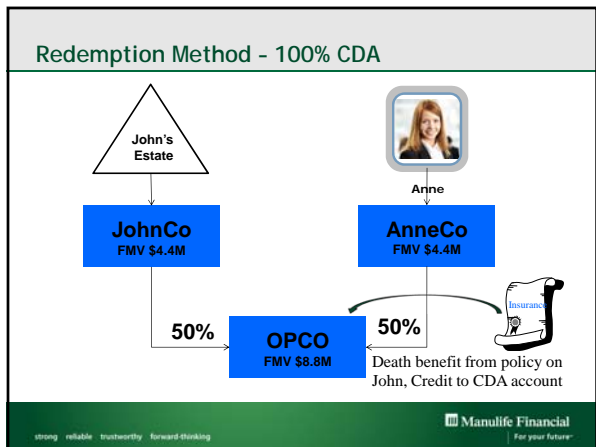 Redemption Method - 100% CDA
John's
Estate
Anne
JohnCo
FMV $4.4M
AnneCo
FMV $4.4M
Insurance
50%
50%
OPCO
FMV $8.8M
Death benefit from policy on
John, Credit to CDA account
strong reliable trustworthy forward-thinking
Manulife Financial
For your future™